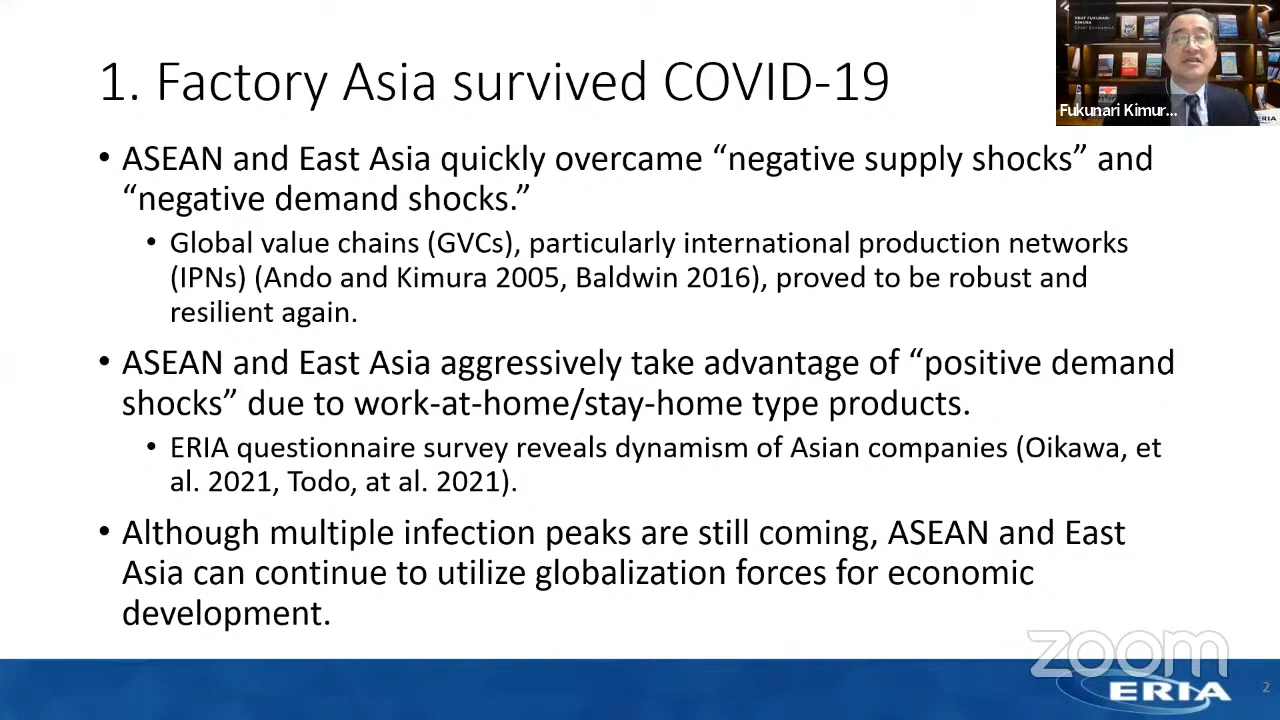 1. Factory Asia survived COVID-19
PROF FUKUNARI
KIMURA
Fukunari Kimur...
ERIA
• ASEAN and East Asia quickly overcame “negative supply shocks” and
“negative demand shocks.”
• Global value chains (GVCs), particularly international production networks
(IPNs) (Ando and Kimura 2005, Baldwin 2016), proved to be robust and
resilient again.
• ASEAN and East Asia aggressively take advantage of “positive demand
shocks” due to work-at-home/stay-home type products.
• ERIA questionnaire survey reveals dynamism of Asian companies (Oikawa, et
al. 2021, Todo, at al. 2021).
• Although multiple infection peaks are still coming, ASEAN and East
Asia can continue to utilize globalization forces for economic
development.
zoom
ERIA
2